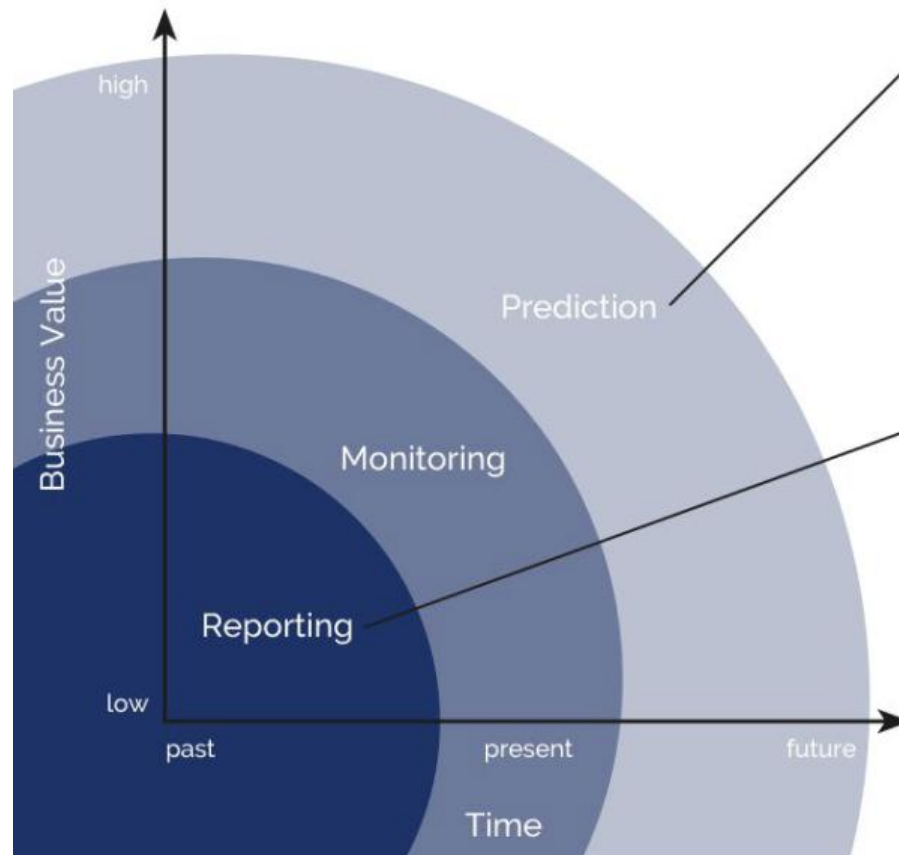 high
Business Value
Prediction
Monitoring
Reporting
low
past
present
future
Time